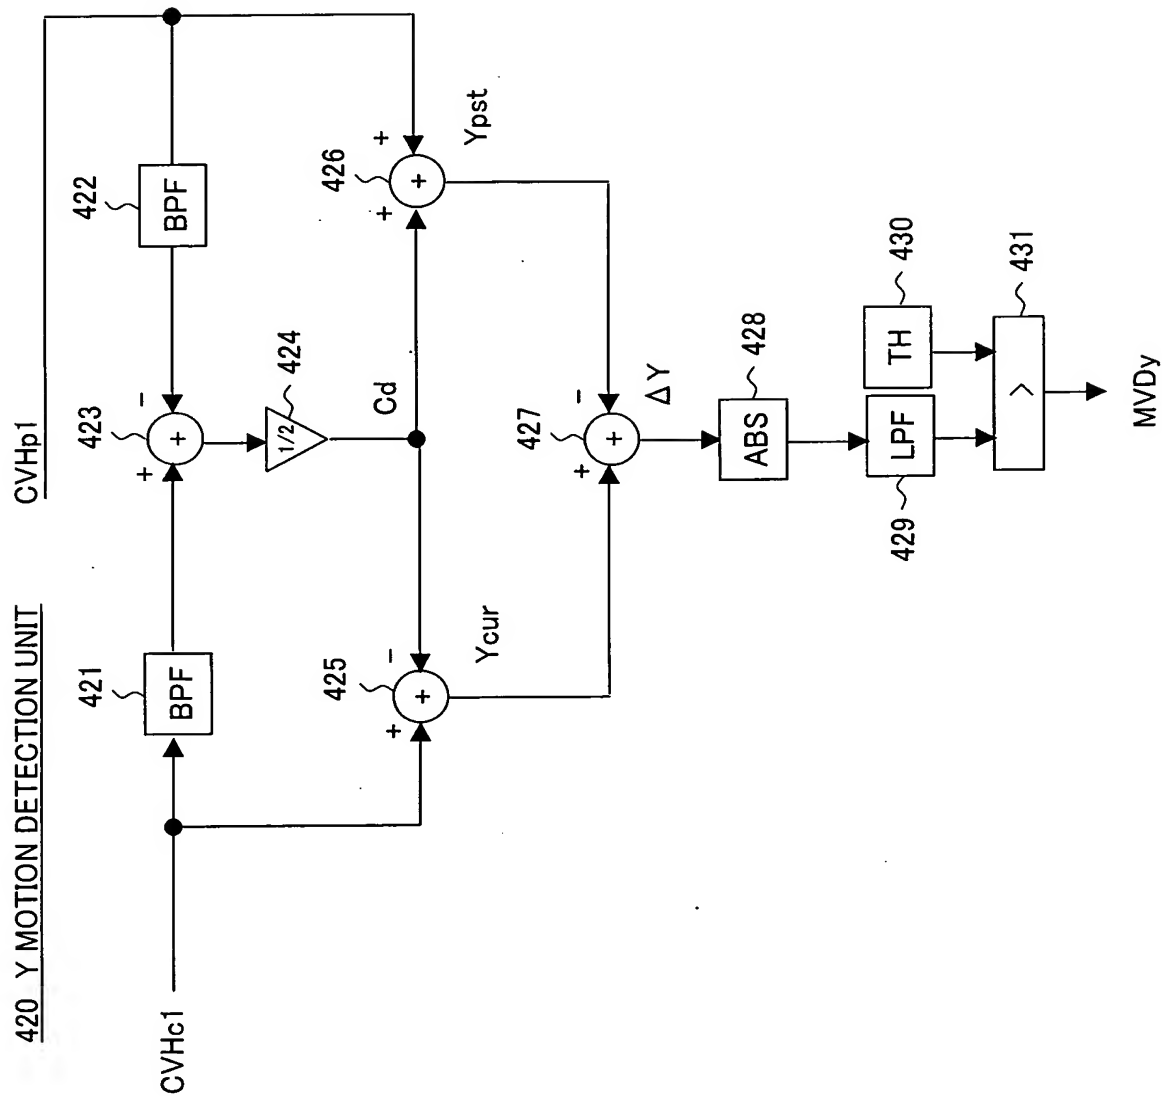 420 Y MOTION DETECTION UNIT
CVHp1
CVHc1
421
BPF
422
BPF
423
+
-
+
424
1/2
Cd
425
+
-
+
Ycur
426
+
+
+
Ypst
427
+
-
+
ΔY
428
ABS
429
LPF
430
TH
431
>
MVDy